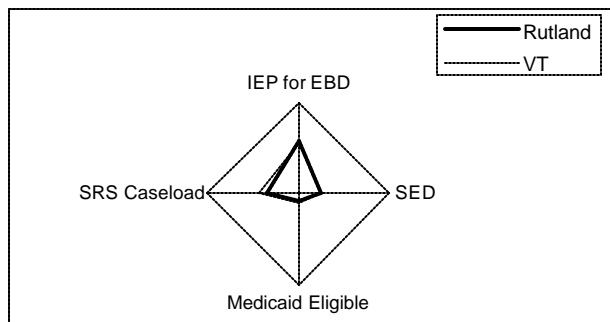 Rutland
VT
IEP for EBD
SRS Caseload
SED
Medicaid Eligible